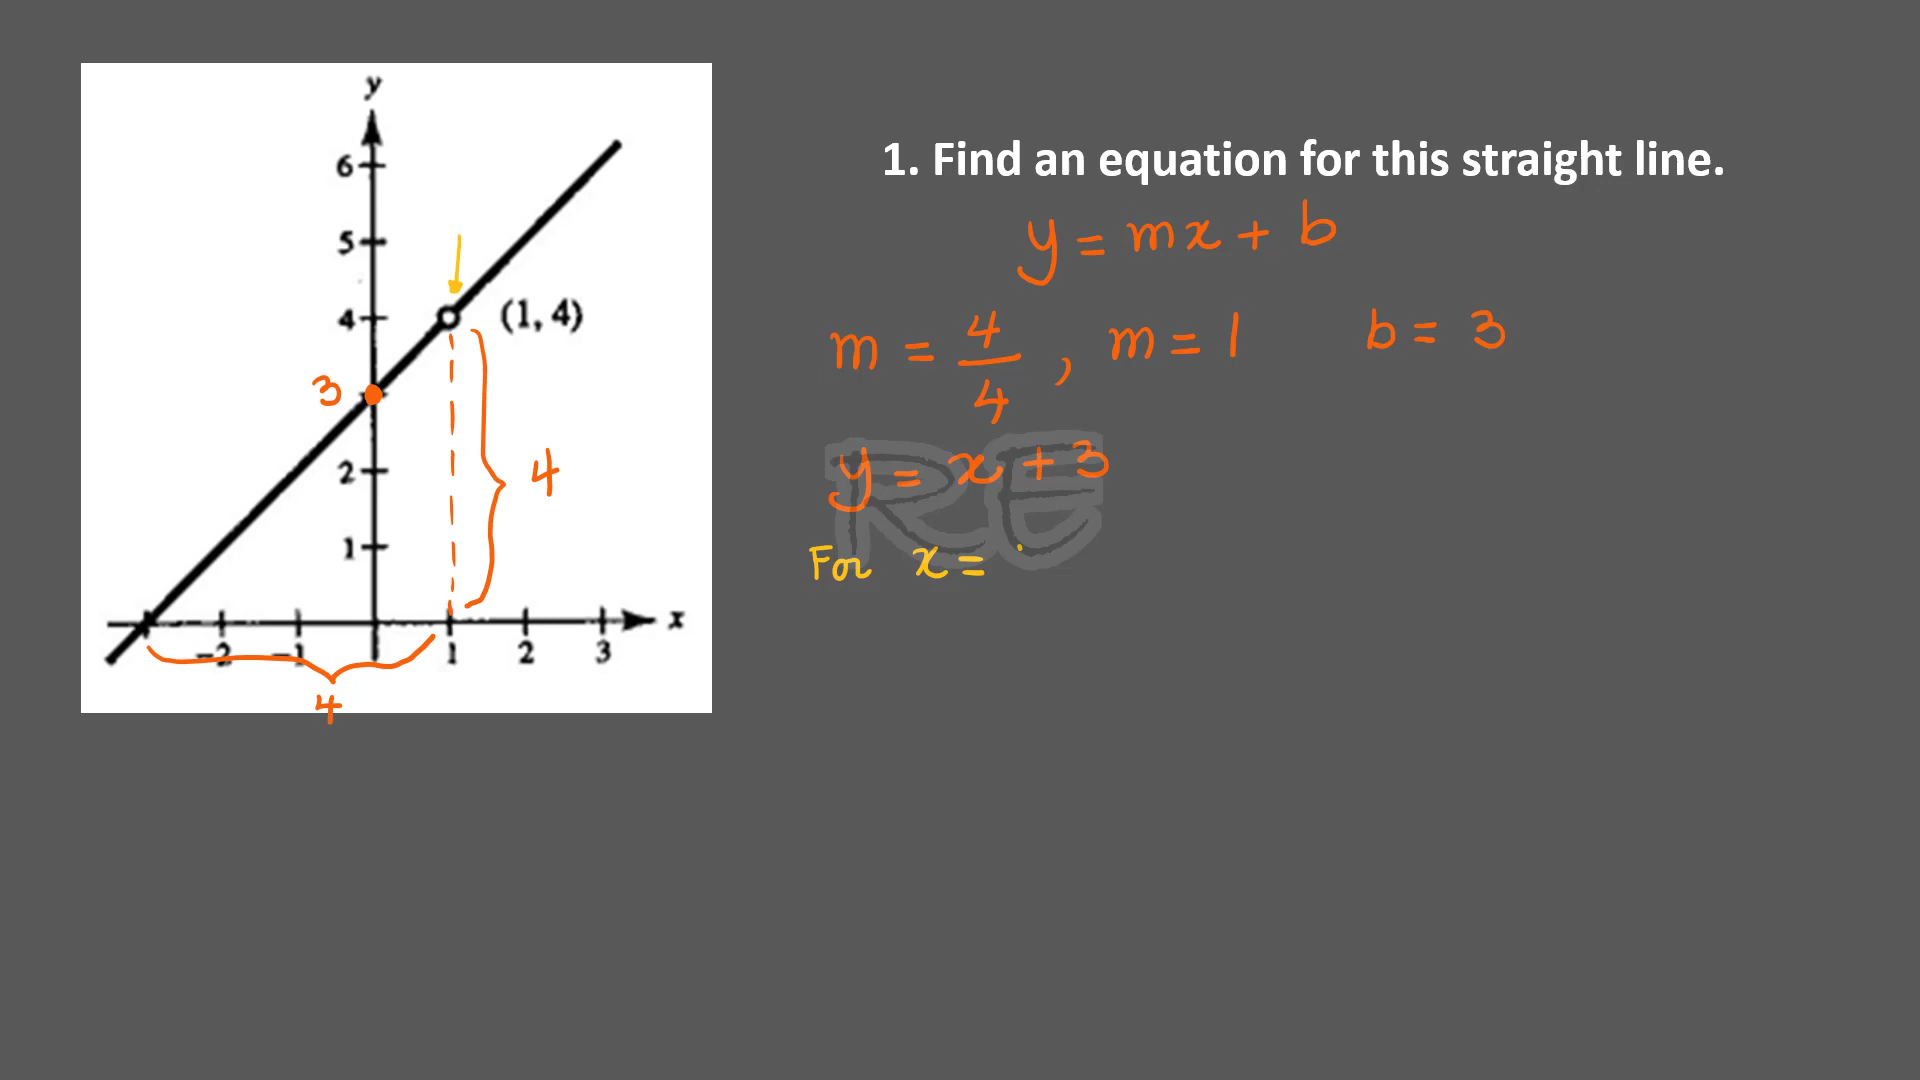 1. Find an equation for this straight line.
y = mx + b
m = 4/4 , m = 1 b = 3
y = x + 3
For x =
RE
y
6
5
4
(1, 4)
3
4
2
1
x
-2 -1 1 2 3
4